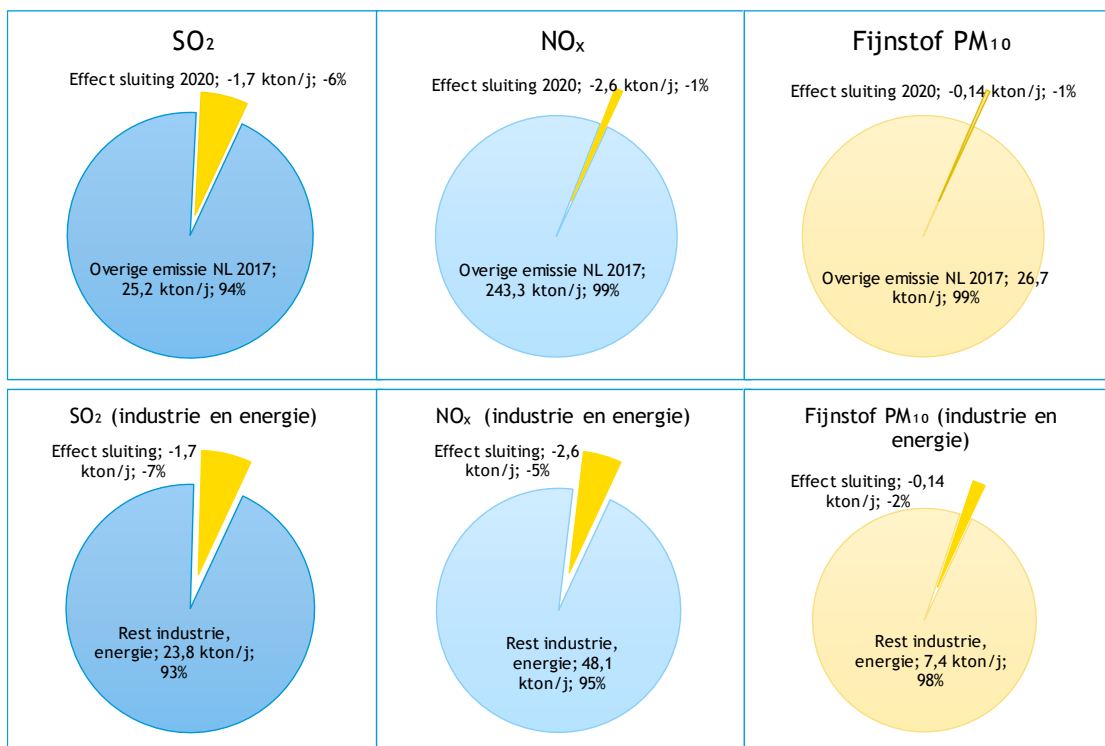 SO₂
Effect sluiting 2020; -1,7 kton/j; -6%
Overige emissie NL 2017;
25,2 kton/j; 94%
NOₓ
Effect sluiting 2020; -2,6 kton/j; -1%
Overige emissie NL 2017;
243,3 kton/j; 99%
Fijnstof PM₁₀
Effect sluiting 2020; -0,14 kton/j; -1%
Overige emissie NL 2017; 26,7
kton/j; 99%
SO₂ (industrie en energie)
Effect sluiting; -1,7
kton/j; -7%
Rest industrie,
energie; 23,8 kton/j;
93%
NOₓ (industrie en energie)
Effect sluiting; -2,6
kton/j; -5%
Rest industrie,
energie; 48,1
kton/j; 95%
Fijnstof PM₁₀ (industrie en
energie)
Effect sluiting; -0,14
kton/j; -2%
Rest industrie,
energie; 7,4 kton/j;
98%